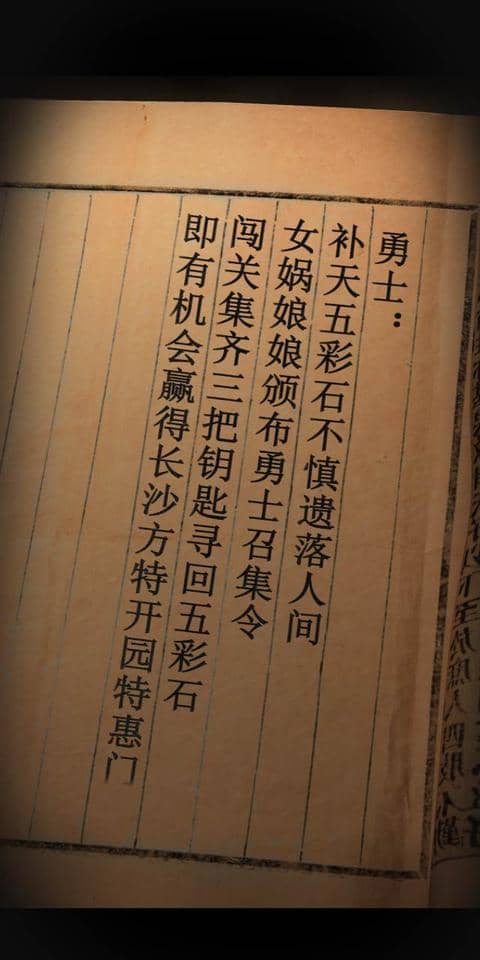 勇士：
补天五彩石不慎遗落人间
女娲娘娘颁布勇士召集令
闯关集齐三把钥匙寻回五彩石
即有机会赢得长沙方特开园特惠门